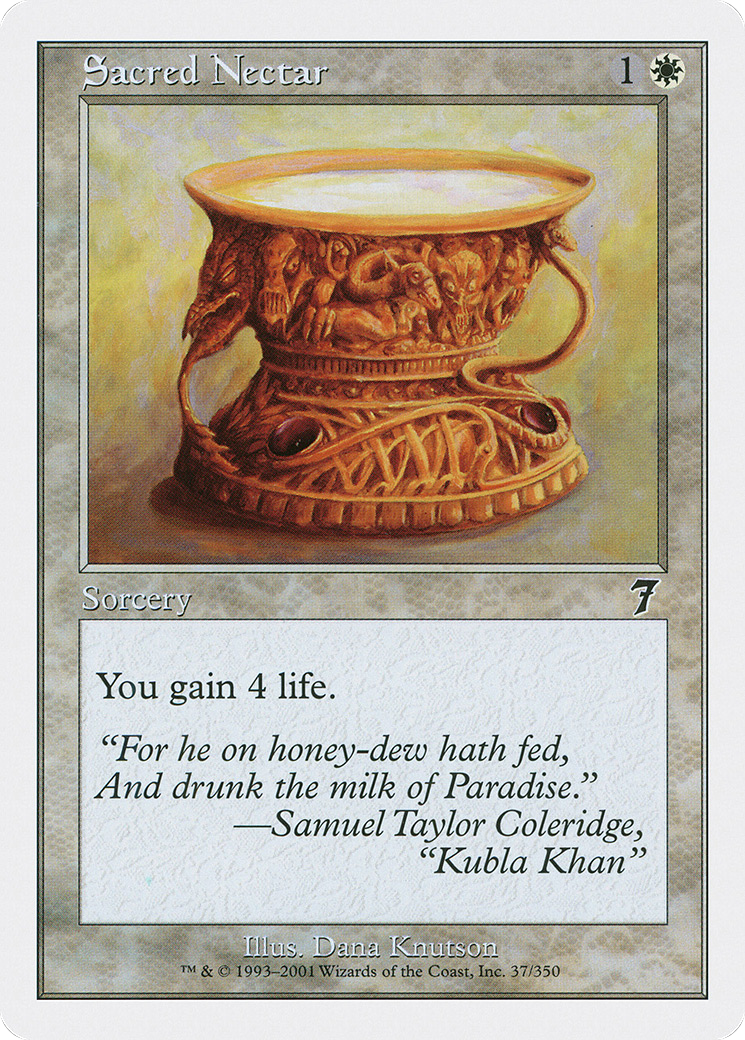 Sacred Nectar 1
Sorcery 7
You gain 4 life.
“For he on honey-dew hath fed,
And drunk the milk of Paradise.”
—Samuel Taylor Coleridge,
“Kubla Khan”
Illus. Dana Knutson
™ & © 1993–2001 Wizards of the Coast, Inc. 37/350